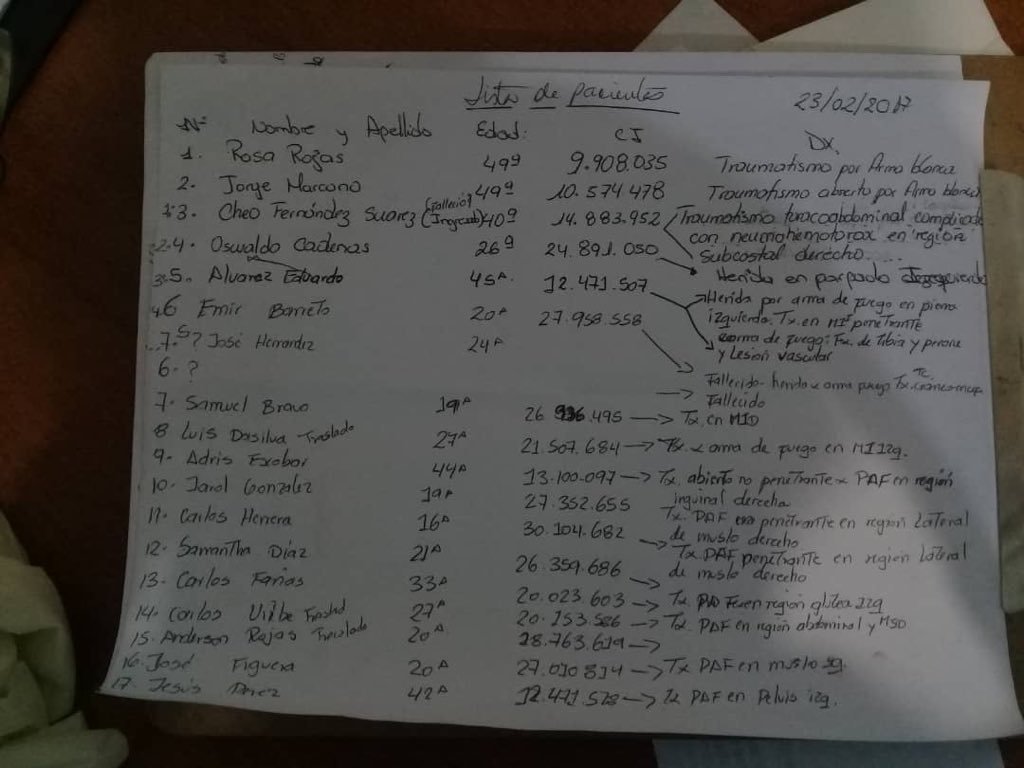 Lista de pacientes 23/02/2017
Nº Nombre y Apellido Edad: CI DX
1. Rosa Rojas 49a 9.908.035 Traumatismo por Arma blanca
2. Jorge Marcano 49a 10.574.478 Traumatismo abierto por Arma blanca
3. Cheo Fernández Suarez (Falleció) (Ingresado) 40a 14.883.952 Traumatismo toracoabdominal complicado
con neumohemotorax en región
subcostal derecho....
2.4. Oswaldo Cadenas 26a 24.891.050
Herida en parpado
3.5. Alvarez Eduardo 45A. 12.471.507
Herida por arma de fuego en pierna
izquierda. Tx. en MI penetrante
4.6 Emir Barreto 20A 27.958.558
arma de fuego: Fx. de Tibia y perone
y Lesión vascular
7.5? José Hernandez 24A
6. ?
Fallecido herido x arma fuego Tx.
Fallecido
7. Samuel Bravo 19A 26. .495 Tx en MID
8 Luis Dasilva Traslado 27A 21.507.684 Tx x arma de fuego en MI Izq.
9. Adris Escobar 44A 13.100.097 Tx. abierto no penetrante x PAF en región
inguinal derecha
10. Jarol Gonzalez 19A 27.352.655
Tx. PAF penetrante en región Lateral
de muslo derecho
11. Carlos Herrera 16A 30.104.682
Tx PAF penetrante en region Lateral
de muslo derecho
12. Samantha Díaz 21A 26.359.686
13. Carlos Farias 33A 20.023.603 Tx en región glútea izq
14. Carlos Uribe Traslad 27A 20.153.586 Tx. PAF en región abdominal y MSD
15. Anderson Rojas Traslado 20A. 28.763.619
16. José Figuera 20A 27.010.814 Tx PAF en muslo izq.
17. Jesús Perez 42A 12.471.528 Tx PAF en Pelvis izq.